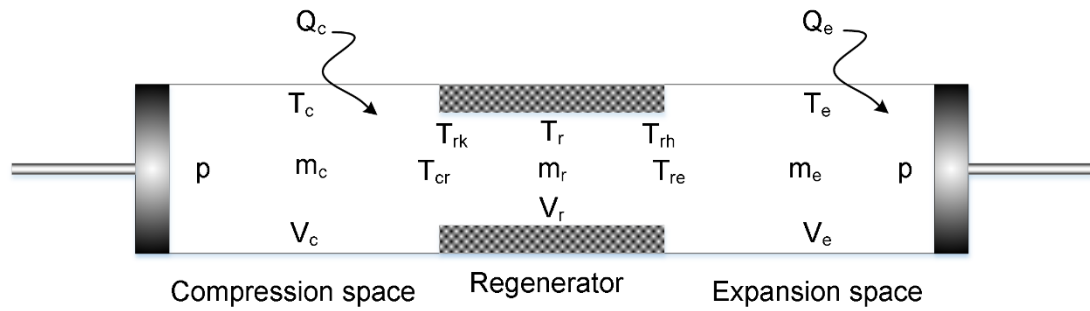 Q_c Q_e
T_c T_e
T_rk T_r T_rh
p m_c T_cr m_r T_re m_e p
V_r
V_c V_e
Compression space Regenerator Expansion space